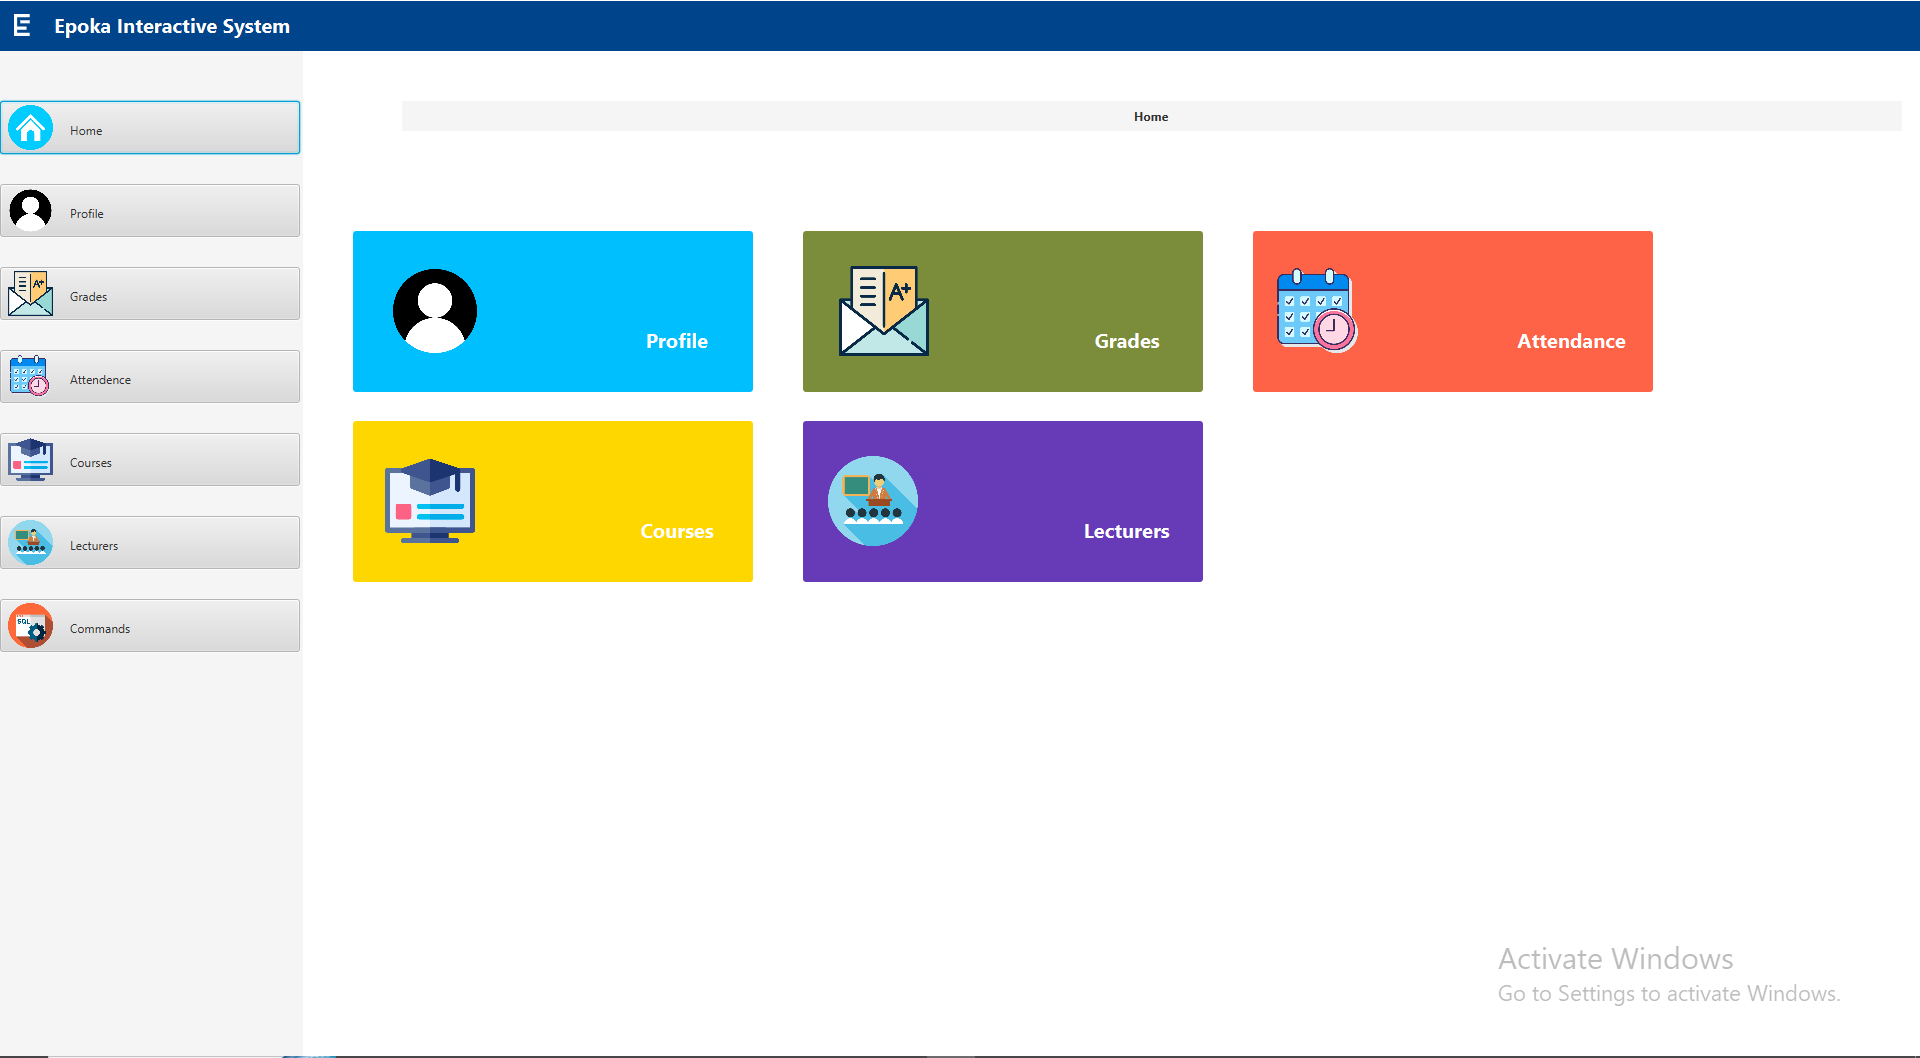 E Epoka Interactive System
Home
Profile
A+
Grades
Attendence
Courses
Lecturers
SQL
Commands
Home
Profile
A+
Grades
Attendance
Courses
Lecturers
Activate Windows
Go to Settings to activate Windows.